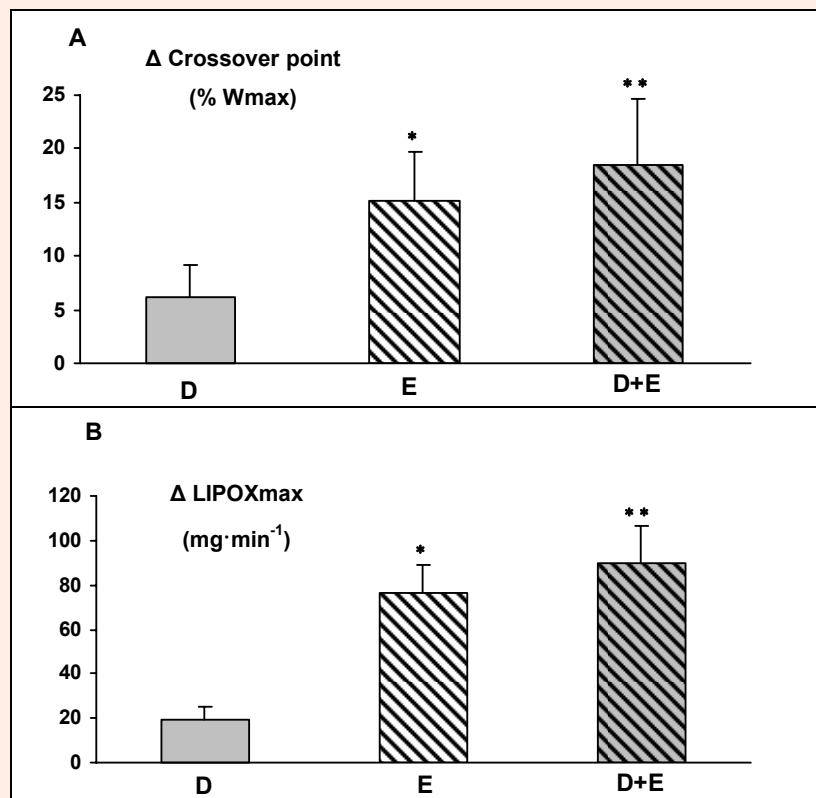 A
Δ Crossover point
(% Wmax)
25
20
15
10
5
0
*
**
D
E
D+E
B
Δ LIPOXmax
(mg·min⁻¹)
120
100
80
60
40
20
0
*
**
D
E
D+E